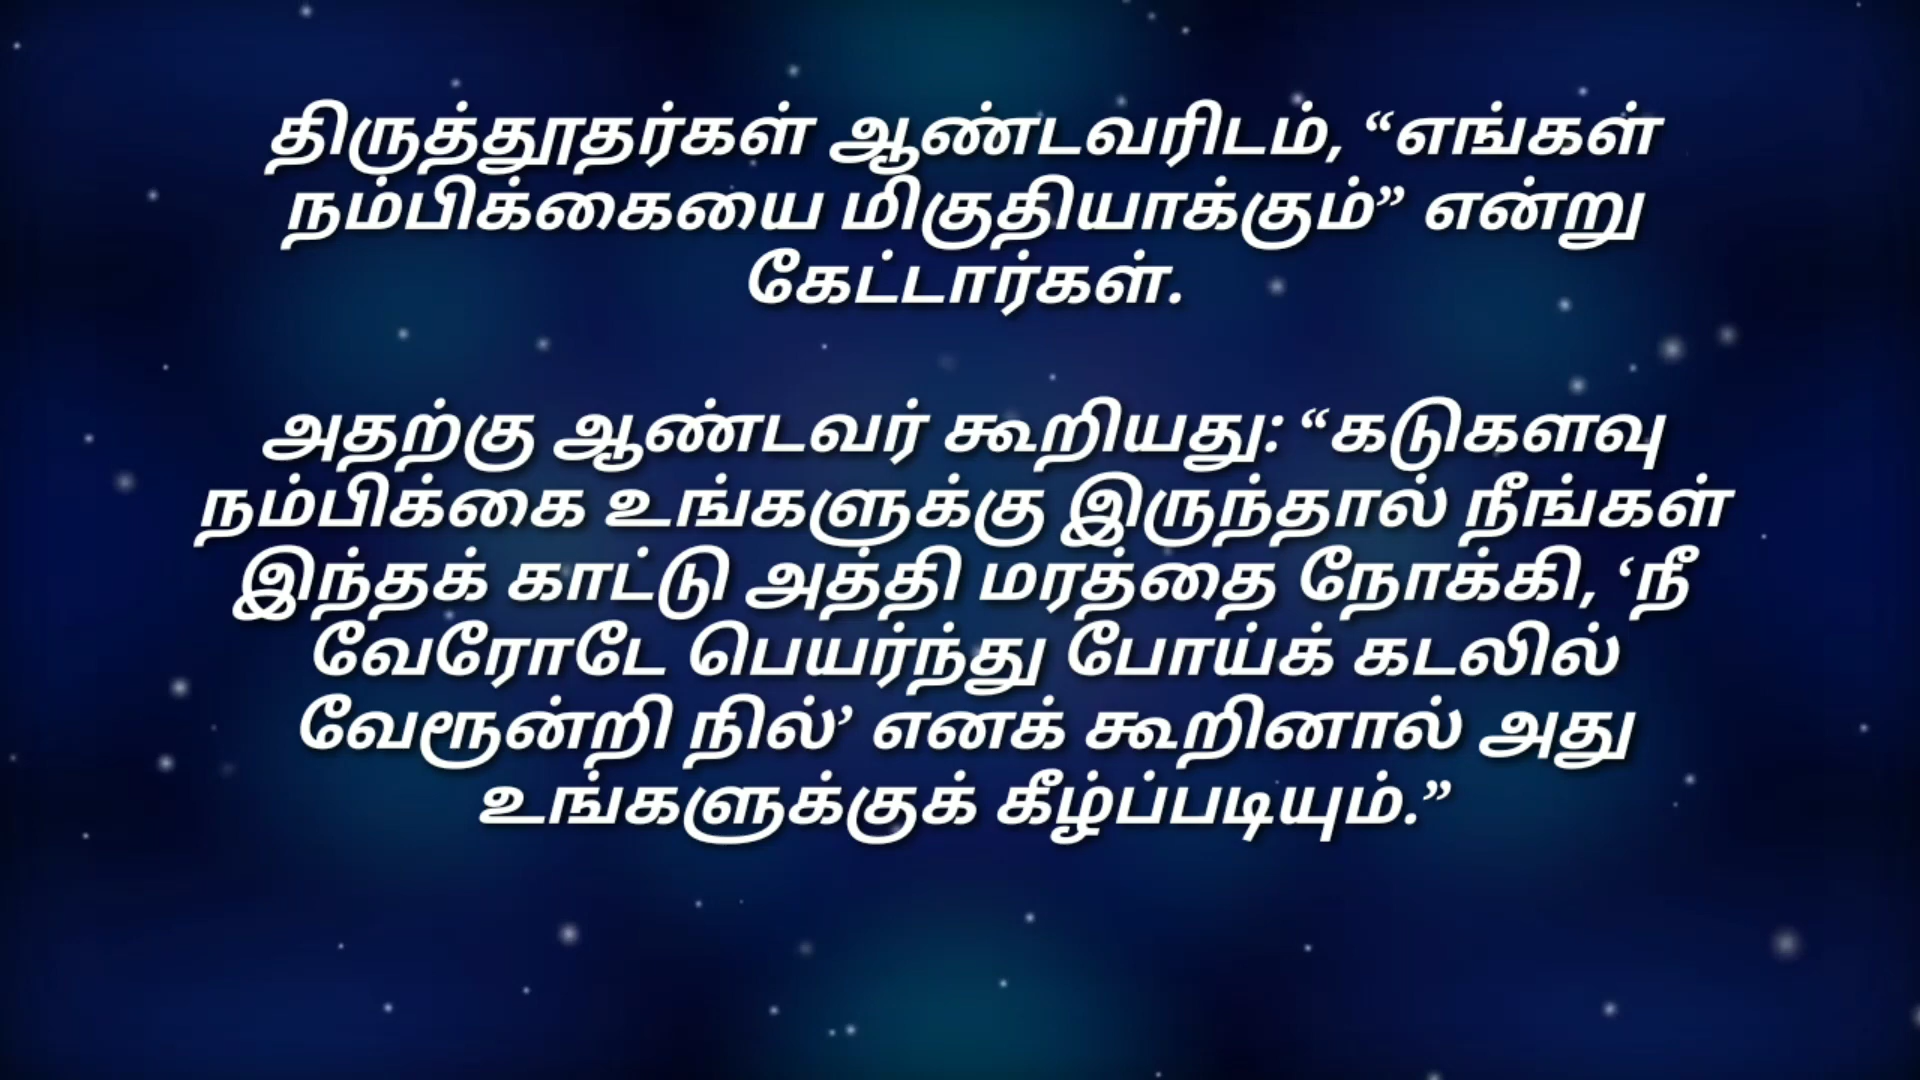 திருத்தூதர்கள் ஆண்டவரிடம், “எங்கள்
நம்பிக்கையை மிகுதியாக்கும்” என்று
கேட்டார்கள்.
அதற்கு ஆண்டவர் கூறியது: “கடுகளவு
நம்பிக்கை உங்களுக்கு இருந்தால் நீங்கள்
இந்தக் காட்டு அத்தி மரத்தை நோக்கி, ‘நீ
வேரோடே பெயர்ந்து போய்க் கடலில்
வேரூன்றி நில்’ எனக் கூறினால் அது
உங்களுக்குக் கீழ்ப்படியும்.”